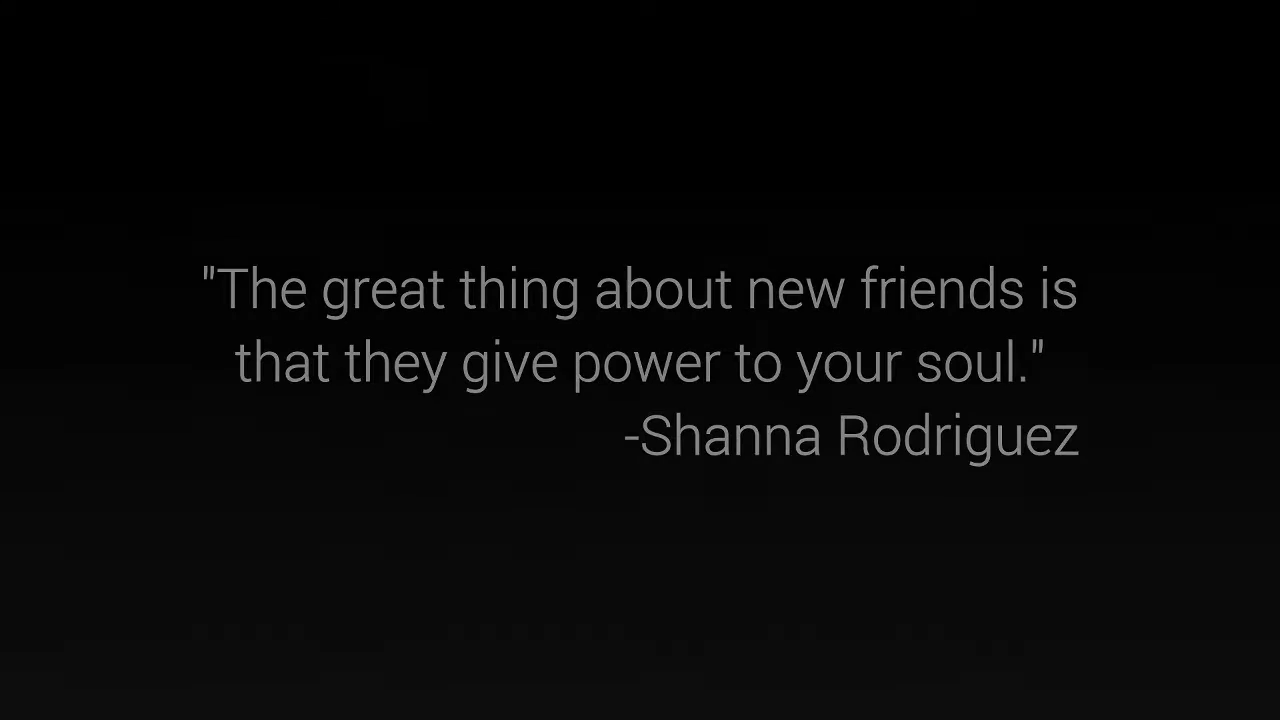 "The great thing about new friends is
that they give power to your soul."
-Shanna Rodriguez